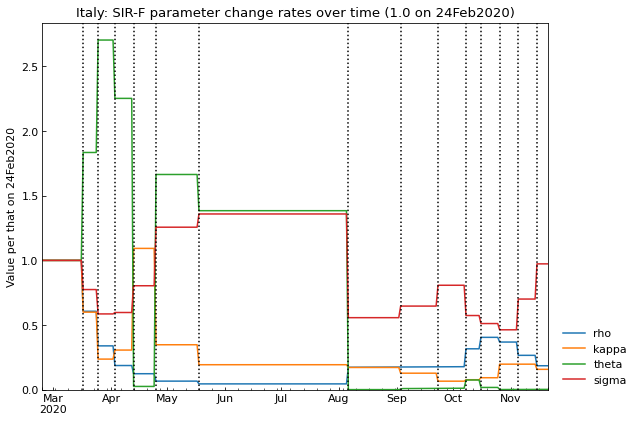 Italy: SIR-F parameter change rates over time (1.0 on 24Feb2020)
Value per that on 24Feb2020
2.5
2.0
1.5
1.0
0.5
0.0
Mar Apr May Jun Jul Aug Sep Oct Nov
2020
rho
kappa
theta
sigma